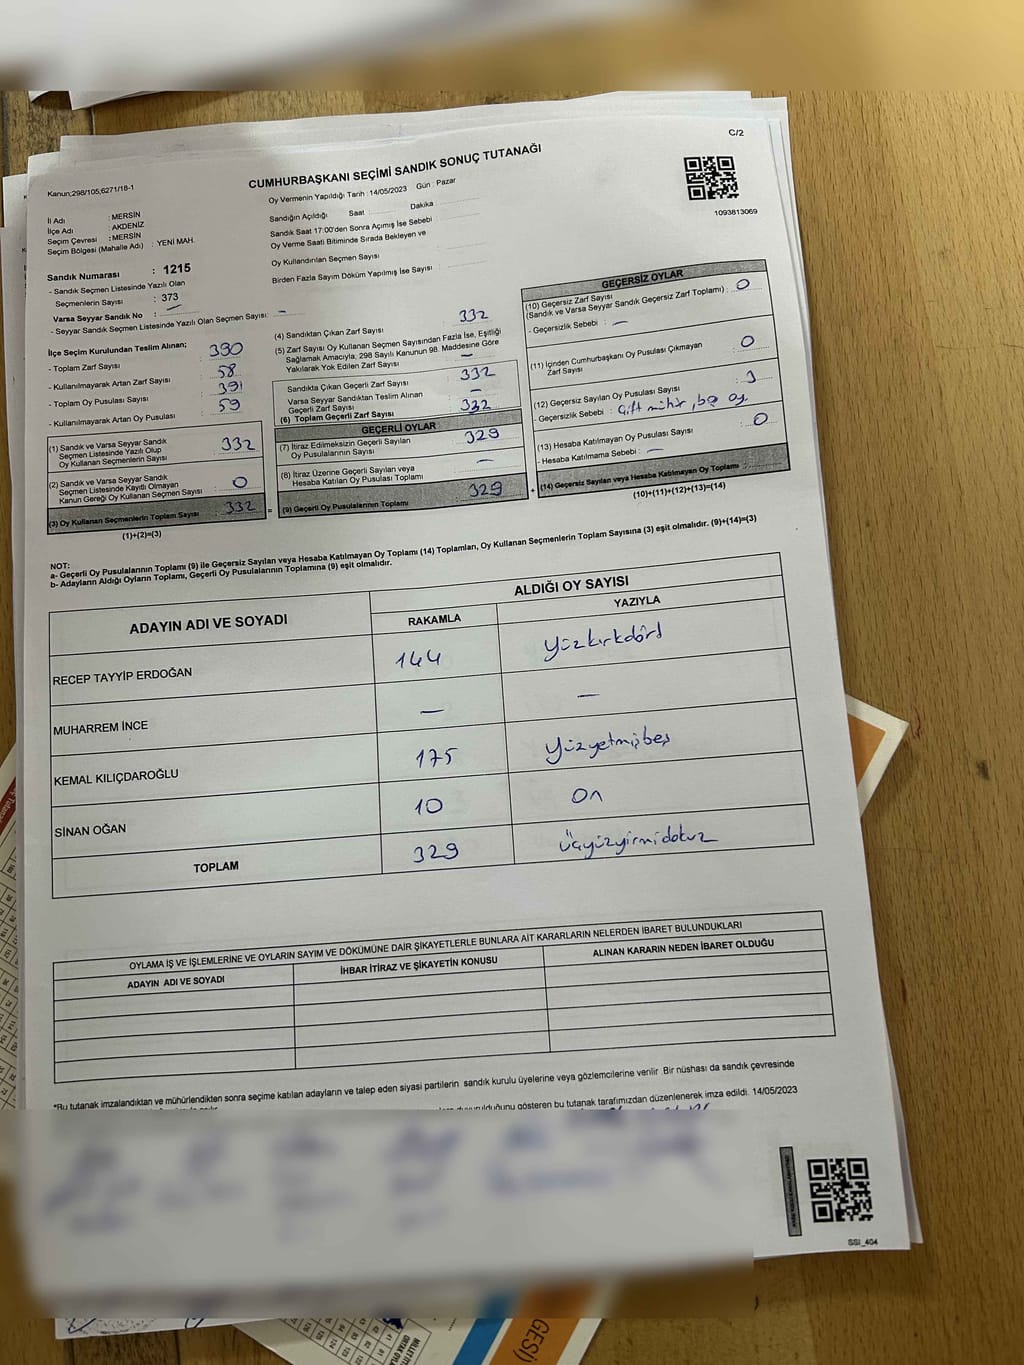 C/2
Kanun;298/105,6271/18-1
CUMHURBAŞKANI SEÇİMİ SANDIK SONUÇ TUTANAĞI
Oy Vermenin Yapıldığı Tarih : 14/05/2023 Gün : Pazar
1093813069
İl Adı : MERSİN
İlçe Adı : AKDENİZ
Seçim Çevresi : MERSİN
Seçim Bölgesi (Mahalle Adı) : YENİ MAH.
Sandık Numarası : 1215
- Sandık Seçmen Listesinde Yazılı Olan
Seçmenlerin Sayısı : 373
Varsa Seyyar Sandık No : —
- Seyyar Sandık Seçmen Listesinde Yazılı Olan Seçmen Sayısı: -
Sandığın Açıldığı Saat Dakika
Sandık Saat 17:00'den Sonra Açımış İse Sebebi
Oy Verme Saati Bitiminde Sırada Bekleyen ve
Oy Kullandırılan Seçmen Sayısı
Birden Fazla Sayım Döküm Yapılmış İse Sayısı :
İlçe Seçim Kurulundan Teslim Alınan;
- Toplam Zarf Sayısı 390
- Kullanılmayarak Artan Zarf Sayısı 58
- Toplam Oy Pusulası Sayısı 391
- Kullanılmayarak Artan Oy Pusulası 59
(1) Sandık ve Varsa Seyyar Sandık
Seçmen Listesinde Yazılı Olup
Oy Kullanan Seçmenlerin Sayısı 332
(2) Sandık ve Varsa Seyyar Sandık
Seçmen Listesinde Kayıtlı Olmayan
Kanun Gereği Oy Kullanan Seçmen Sayısı 0
(3) Oy Kullanan Seçmenlerin Toplam Sayısı : 332
(1)+(2)=(3)
(4) Sandıktan Çıkan Zarf Sayısı 332
(5) Zarf Sayısı Oy Kullanan Seçmen Sayısından Fazla İse, Eşitliği
Sağlamak Amacıyla, 298 Sayılı Kanunun 98. Maddesine Göre
Yakılarak Yok Edilen Zarf Sayısı —
Sandıkta Çıkan Geçerli Zarf Sayısı 332
Varsa Seyyar Sandıktan Teslim Alınan
Geçerli Zarf Sayısı —
(6) Toplam Geçerli Zarf Sayısı 332
GEÇERLİ OYLAR
(7) İtiraz Edilmeksizin Geçerli Sayılan
Oy Pusulalarının Sayısı 329
(8) İtiraz Üzerine Geçerli Sayılan veya
Hesaba Katılan Oy Pusulası Toplamı —
= (9) Geçerli Oy Pusulalarının Toplamı 329
GEÇERSİZ OYLAR
(10) Geçersiz Zarf Sayısı
(Sandık ve Varsa Seyyar Sandık Geçersiz Zarf Toplamı) : 0
- Geçersizlik Sebebi : —
(11) İçinden Cumhurbaşkanı Oy Pusulası Çıkmayan
Zarf Sayısı 0
(12) Geçersiz Sayılan Oy Pusulası Sayısı 3
- Geçersizlik Sebebi : Çift mühür, boş oy.
(13) Hesaba Katılmayan Oy Pusulası Sayısı 0
- Hesaba Katılmama Sebebi : —
+ (14) Geçersiz Sayılan veya Hesaba Katılmayan Oy Toplamı
(10)+(11)+(12)+(13)=(14)
NOT:
a- Geçerli Oy Pusulalarının Toplamı (9) ile Geçersiz Sayılan veya Hesaba Katılmayan Oy Toplamı (14) Toplamları, Oy Kullanan Seçmenlerin Toplam Sayısına (3) eşit olmalıdır. (9)+(14)=(3)
b- Adayların Aldığı Oyların Toplamı, Geçerli Oy Pusulalarının Toplamına (9) eşit olmalıdır.
ADAYIN ADI VE SOYADI
ALDIĞI OY SAYISI
RAKAMLA YAZIYLA
RECEP TAYYİP ERDOĞAN 144 Yüzkırkdörd
MUHARREM İNCE — —
KEMAL KILIÇDAROĞLU 175 Yüzyetmişbeş
SİNAN OĞAN 10 On
TOPLAM 329 Üçyüzyirmidokuz
OYLAMA İŞ VE İŞLEMLERİNE VE OYLARIN SAYIM VE DÖKÜMÜNE DAİR ŞİKAYETLERLE BUNLARA AİT KARARLARIN NELERDEN İBARET BULUNDUKLARI
ADAYIN ADI VE SOYADI İHBAR İTİRAZ VE ŞİKAYETİN KONUSU ALINAN KARARIN NEDEN İBARET OLDUĞU
*Bu tutanak imzalandıktan ve mühürlendikten sonra seçime katılan adayların ve talep eden siyasi partilerin sandık kurulu üyelerine veya gözlemcilerine verilir Bir nüshası da sandık çevresinde
gösteren bu tutanak tarafımızdan düzenlenerek imza edildi. 14/05/2023
SSI_404
GESİ)